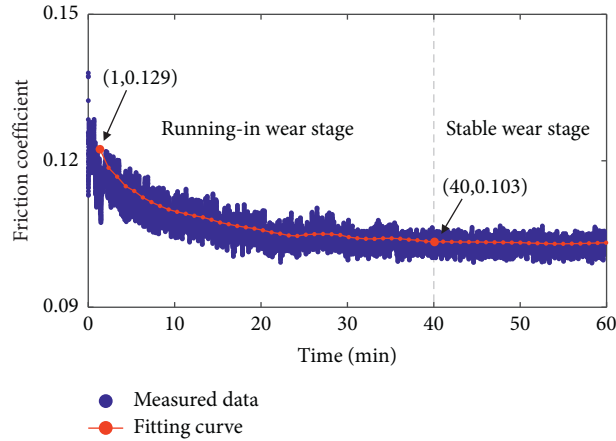 0.15
(1,0.129)
Running-in wear stage
Stable wear stage
0.12
(40,0.103)
0.09
Friction coefficient
0
10
20
30
40
50
60
Time (min)
Measured data
Fitting curve